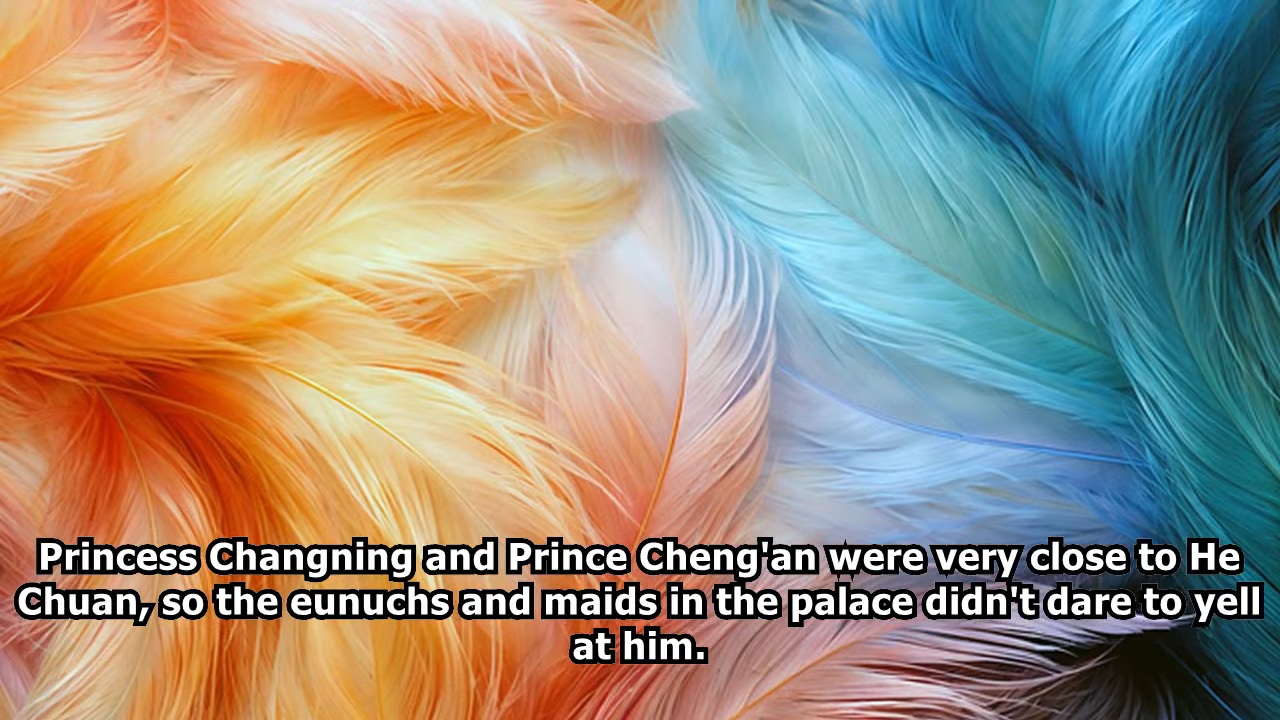 Princess Changning and Prince Cheng'an were very close to He
Chuan, so the eunuchs and maids in the palace didn't dare to yell
at him.